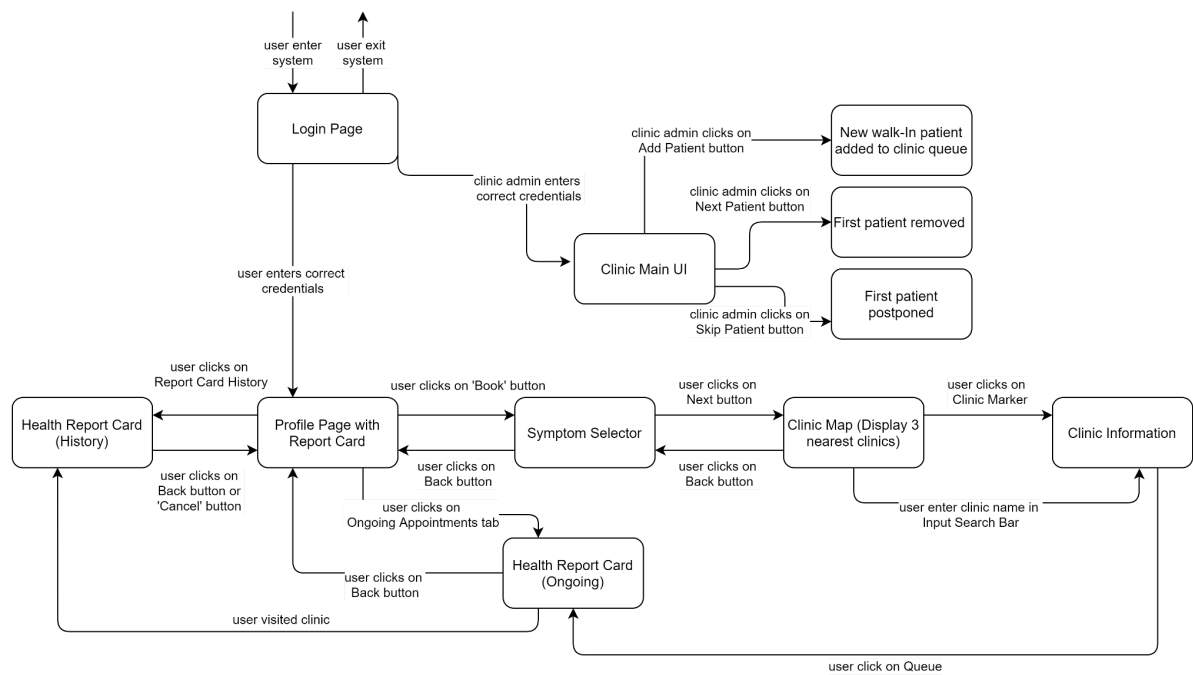 user enter
system
user exit
system
Login Page
clinic admin enters
correct credentials
clinic admin clicks on
Add Patient button
New walk-In patient
added to clinic queue
clinic admin clicks on
Next Patient button
First patient removed
Clinic Main UI
clinic admin clicks on
Skip Patient button
First patient
postponed
user enters correct
credentials
user clicks on
Report Card History
Health Report Card
(History)
user clicks on
Back button or
'Cancel' button
Profile Page with
Report Card
user clicks on 'Book' button
user clicks on
Back button
Symptom Selector
user clicks on
Next button
user clicks on
Back button
Clinic Map (Display 3
nearest clinics)
user clicks on
Clinic Marker
Clinic Information
user enter clinic name in
Input Search Bar
user clicks on
Ongoing Appointments tab
Health Report Card
(Ongoing)
user clicks on
Back button
user visited clinic
user click on Queue